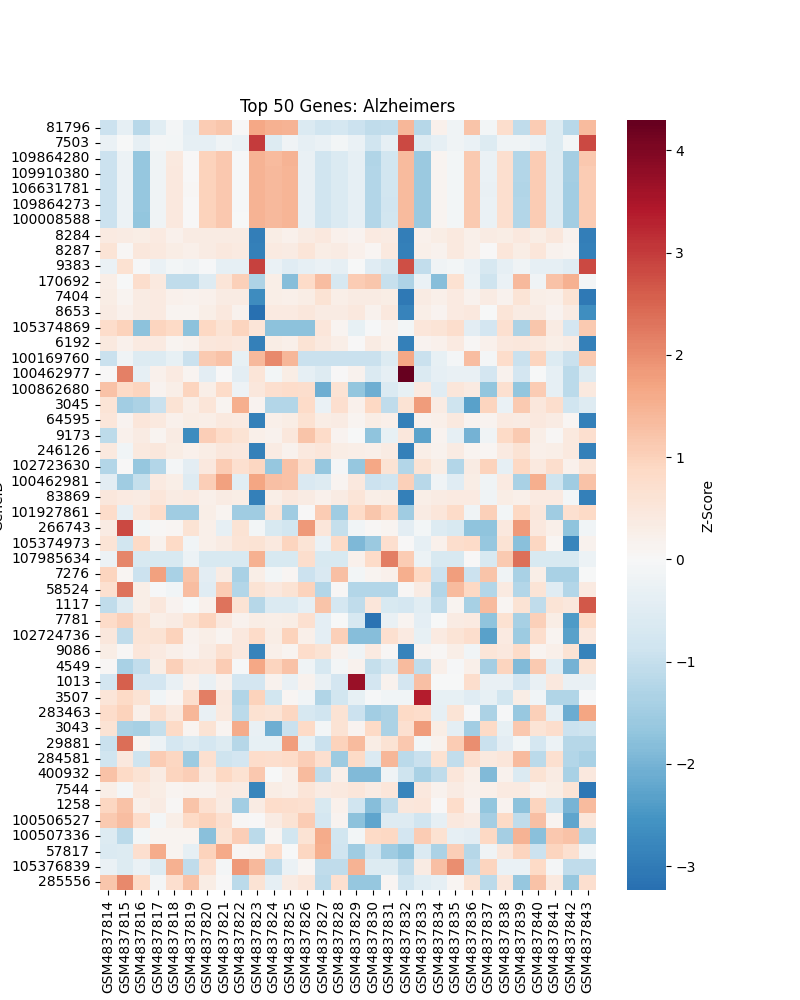 Top 50 Genes: Alzheimers
81796
7503
109864280
109910380
106631781
109864273
100008588
8284
8287
9383
170692
7404
8653
105374869
6192
100169760
100462977
100862680
3045
64595
9173
246126
102723630
100462981
83869
101927861
266743
105374973
107985634
7276
58524
1117
7781
102724736
9086
4549
1013
3507
283463
3043
29881
284581
400932
7544
1258
100506527
100507336
57817
105376839
285556
GSM4837814
GSM4837815
GSM4837816
GSM4837817
GSM4837818
GSM4837819
GSM4837820
GSM4837821
GSM4837822
GSM4837823
GSM4837824
GSM4837825
GSM4837826
GSM4837827
GSM4837828
GSM4837829
GSM4837830
GSM4837831
GSM4837832
GSM4837833
GSM4837834
GSM4837835
GSM4837836
GSM4837837
GSM4837838
GSM4837839
GSM4837840
GSM4837841
GSM4837842
GSM4837843
4
3
2
1
0
−1
−2
−3
Z-Score